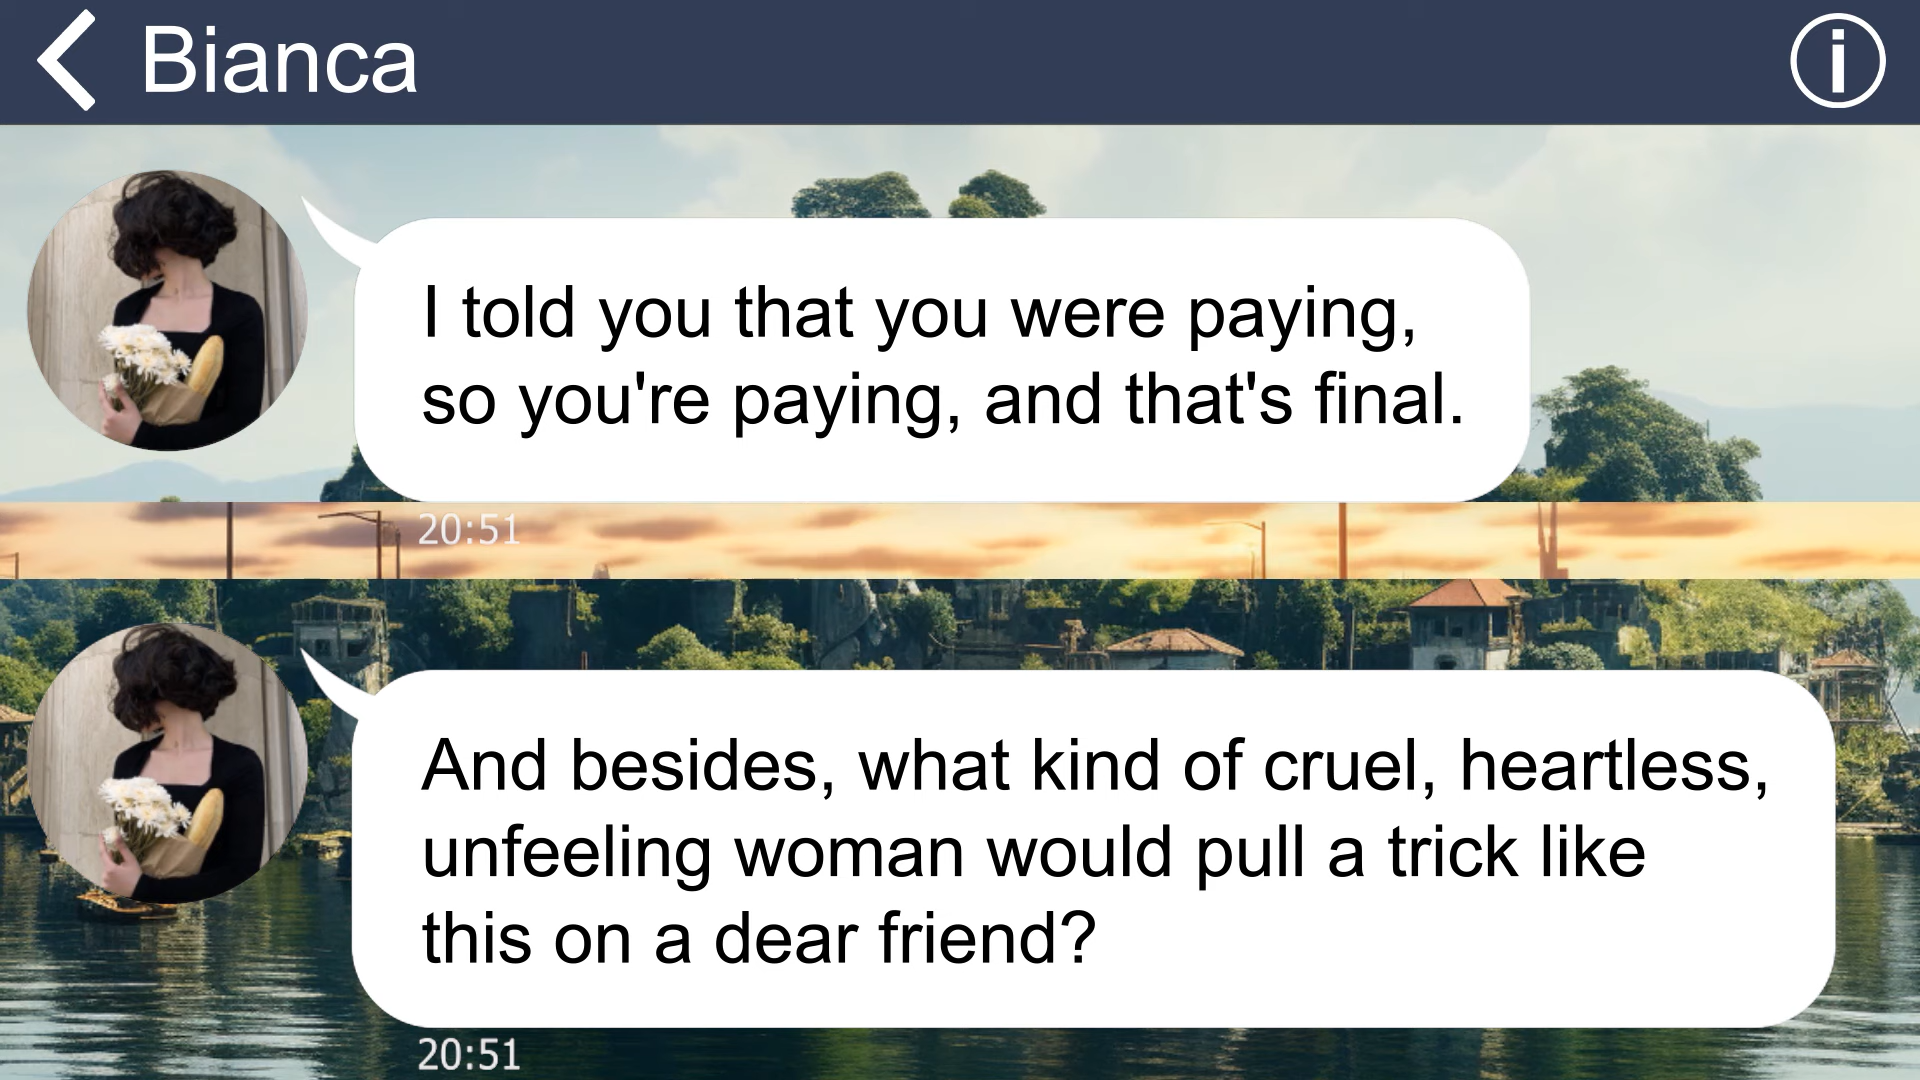 Bianca
I told you that you were paying,
so you're paying, and that's final.
20:51
And besides, what kind of cruel, heartless,
unfeeling woman would pull a trick like
this on a dear friend?
20:51